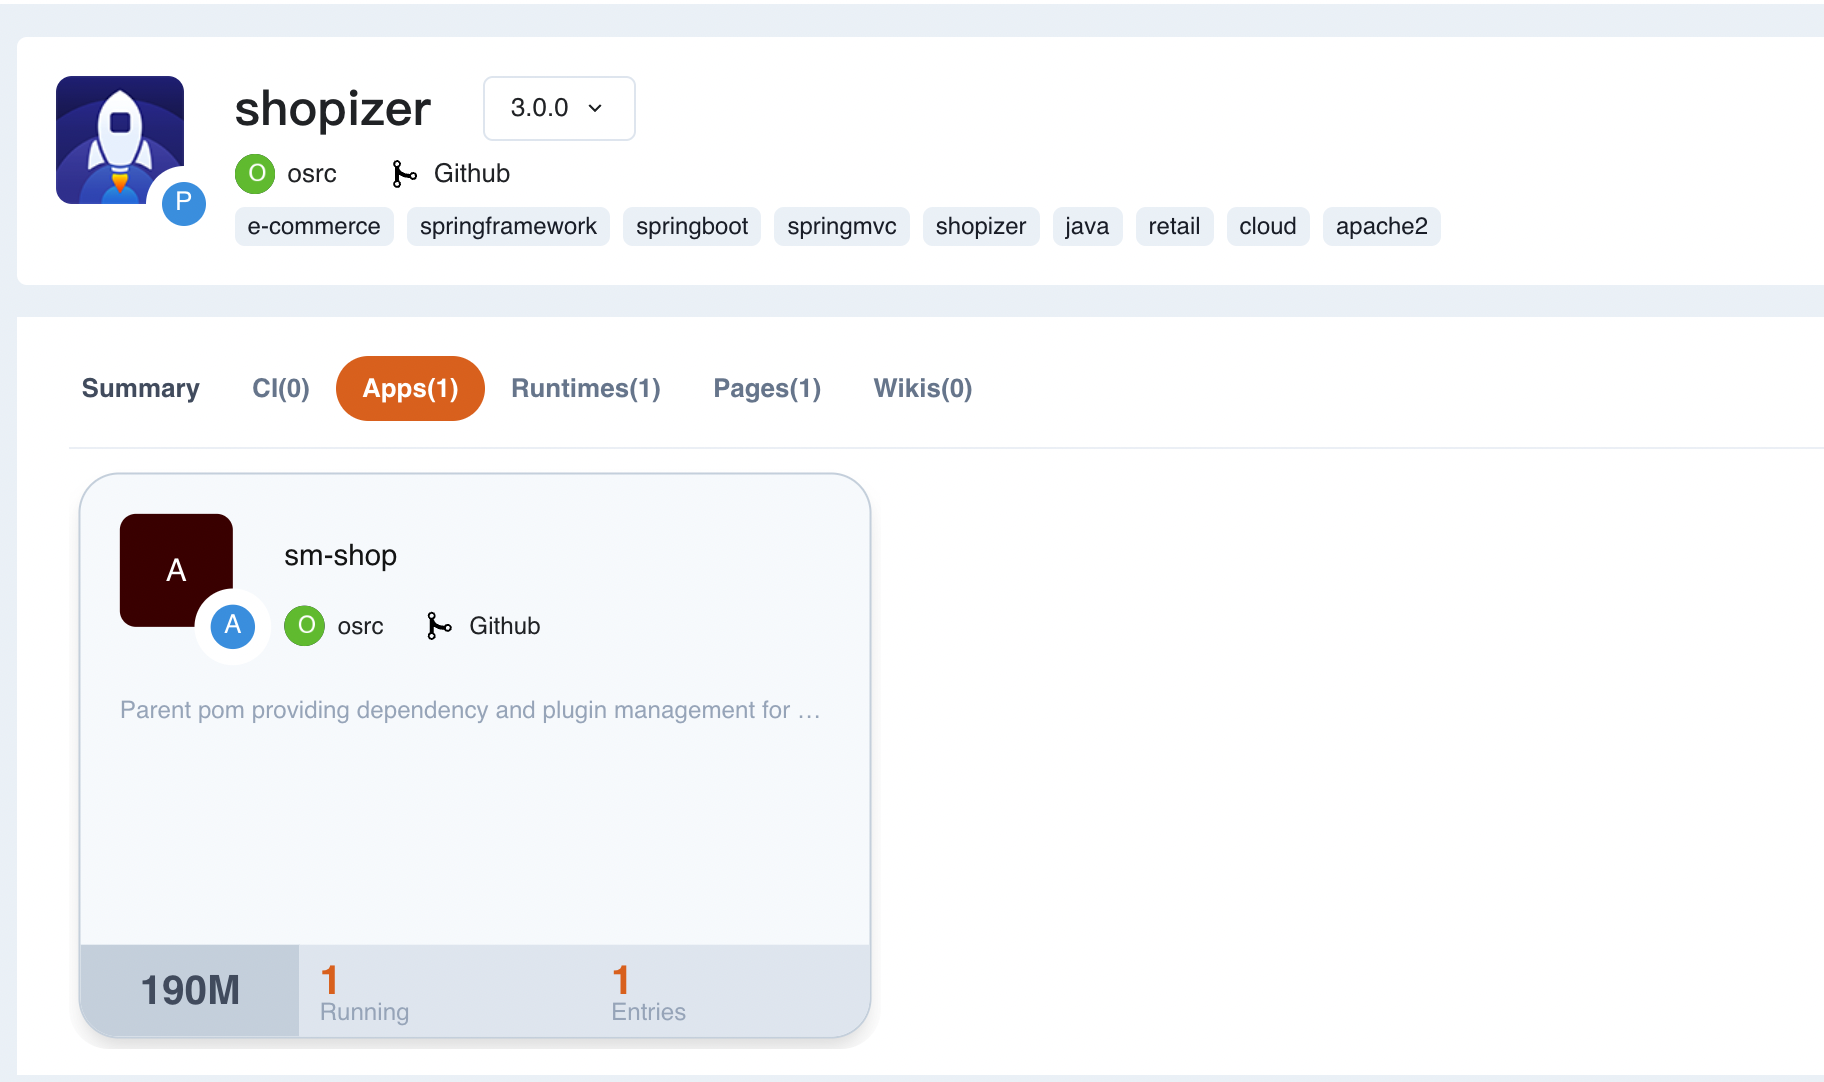 shopizer 3.0.0
P
O osrc Github
e-commerce springframework springboot springmvc shopizer java retail cloud apache2
Summary CI(0) Apps(1) Runtimes(1) Pages(1) Wikis(0)
A
sm-shop
A O osrc Github
Parent pom providing dependency and plugin management for ...
190M
1 1
Running Entries